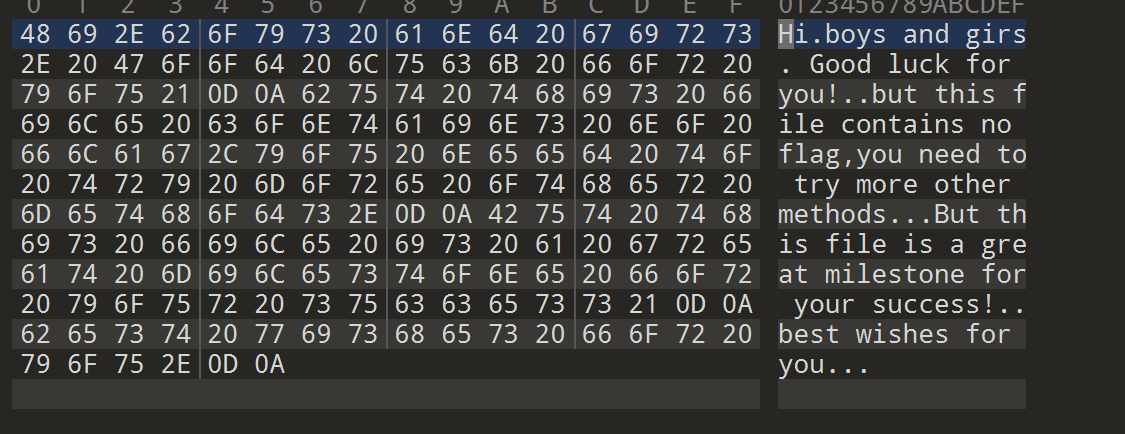 0 1 2 3 4 5 6 7 8 9 A B C D E F 0123456789ABCDEF
48 69 2E 62 6F 79 73 20 61 6E 64 20 67 69 72 73 Hi.boys and girs
2E 20 47 6F 6F 64 20 6C 75 63 6B 20 66 6F 72 20 . Good luck for
79 6F 75 21 0D 0A 62 75 74 20 74 68 69 73 20 66 you!..but this f
69 6C 65 20 63 6F 6E 74 61 69 6E 73 20 6E 6F 20 ile contains no
66 6C 61 67 2C 79 6F 75 20 6E 65 65 64 20 74 6F flag,you need to
20 74 72 79 20 6D 6F 72 65 20 6F 74 68 65 72 20 try more other
6D 65 74 68 6F 64 73 2E 0D 0A 42 75 74 20 74 68 methods...But th
69 73 20 66 69 6C 65 20 69 73 20 61 20 67 72 65 is file is a gre
61 74 20 6D 69 6C 65 73 74 6F 6E 65 20 66 6F 72 at milestone for
20 79 6F 75 72 20 73 75 63 63 65 73 73 21 0D 0A your success!..
62 65 73 74 20 77 69 73 68 65 73 20 66 6F 72 20 best wishes for
79 6F 75 2E 0D 0A you...